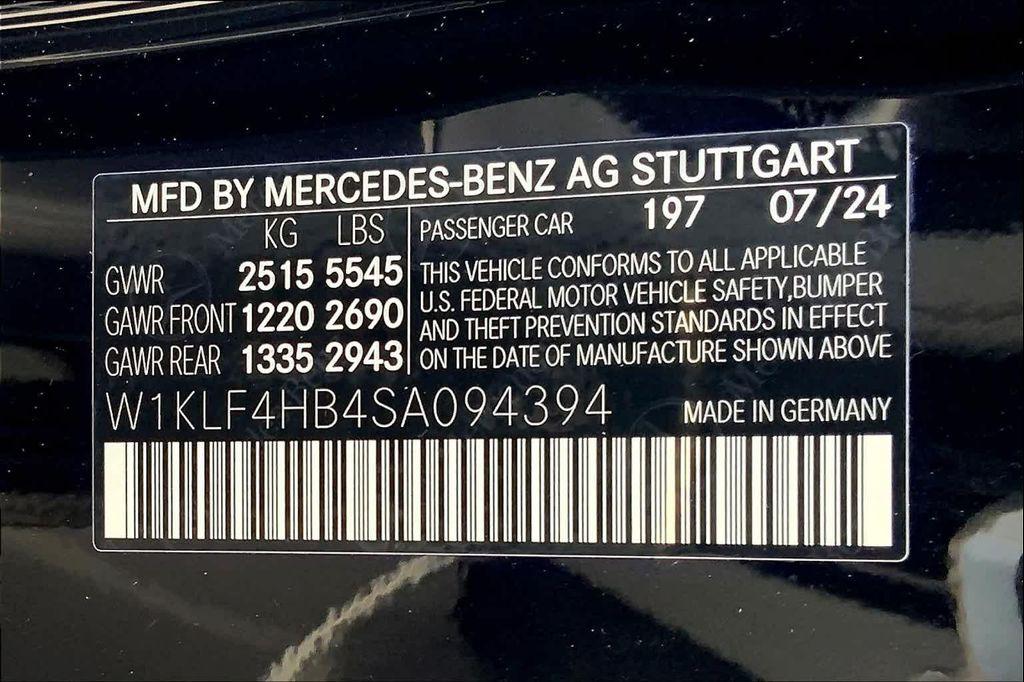 MFD BY MERCEDES-BENZ AG STUTTGART
KG LBS
GVWR 2515 5545
GAWR FRONT 1220 2690
GAWR REAR 1335 2943
PASSENGER CAR 197 07/24
THIS VEHICLE CONFORMS TO ALL APPLICABLE
U.S. FEDERAL MOTOR VEHICLE SAFETY,BUMPER
AND THEFT PREVENTION STANDARDS IN EFFECT
ON THE DATE OF MANUFACTURE SHOWN ABOVE
W1KLF4HB4SA094394 MADE IN GERMANY